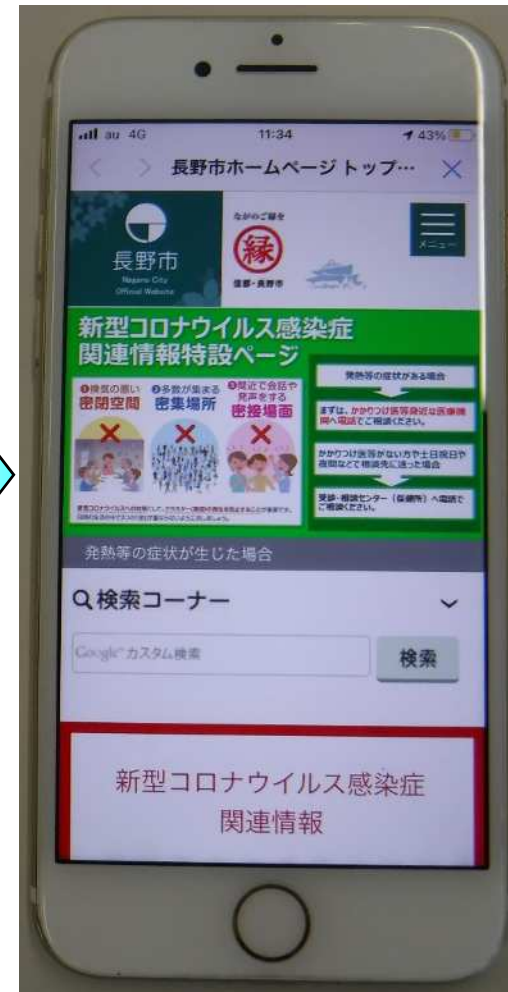 au 4G 11:34 43%
長野市ホームページ トップ…
長野市
Nagano City
Official Website
ながのご縁を
縁
信都・長野市
メニュー
新型コロナウイルス感染症
関連情報特設ページ
❶換気の悪い
密閉空間
❷多数が集まる
密集場所
❸間近で会話や
発声をする
密接場面
発熱等の症状がある場合
まずは、かかりつけ医等身近な医療機
関へ電話でご相談ください。
かかりつけ医等がない方や土日祝日や
夜間などで相談先に迷った場合
受診・相談センター（保健所）へ電話で
ご相談ください。
発熱等の症状が生じた場合
検索コーナー
Google カスタム検索
検索
新型コロナウイルス感染症
関連情報